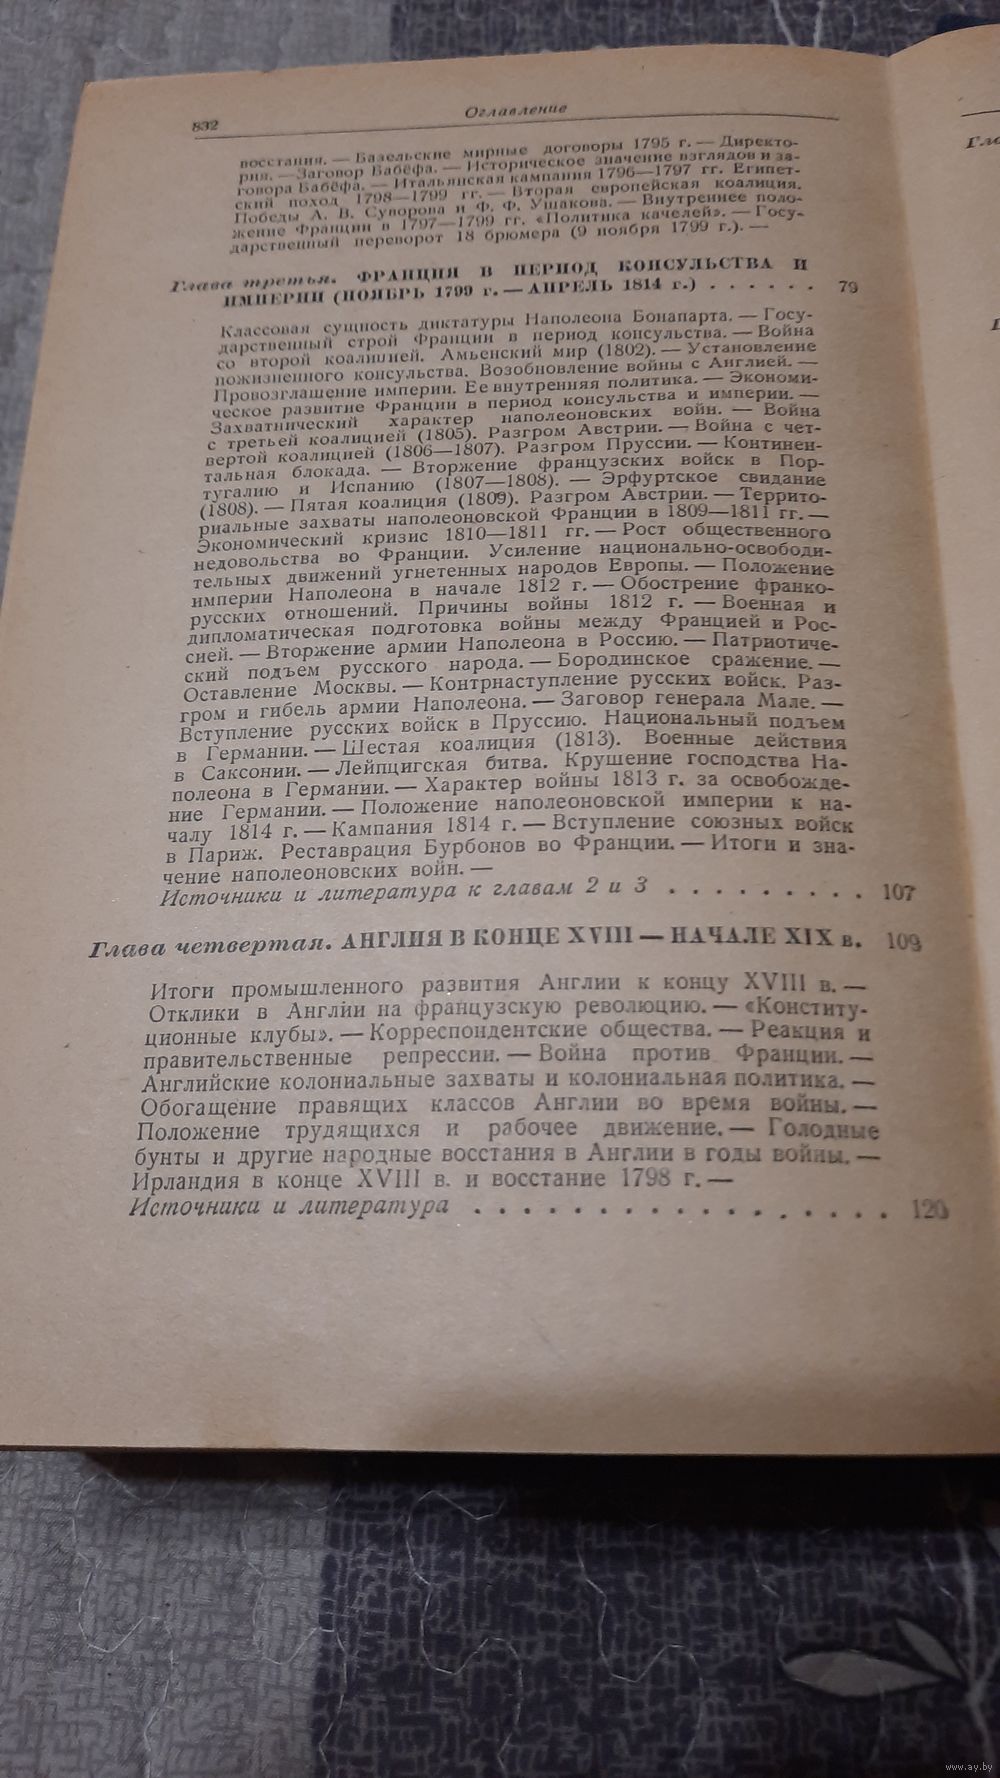 832
Оглавление
восстания. — Базельские мирные договоры 1795 г. — Директо-
рия. — Заговор Бабёфа. — Историческое значение взглядов и за-
говора Бабёфа. — Итальянская кампания 1796—1797 гг. Египет-
ский поход 1798—1799 гг. — Вторая европейская коалиция.
Победы А. В. Суворова и Ф. Ф. Ушакова. — Внутреннее поло-
жение Франции в 1797—1799 гг. «Политика качелей». — Госу-
дарственный переворот 18 брюмера (9 ноября 1799 г.). —
Глава третья. ФРАНЦИЯ В ПЕРИОД КОНСУЛЬСТВА И
ИМПЕРИИ (НОЯБРЬ 1799 г. — АПРЕЛЬ 1814 г.) . . . . . . 79
Классовая сущность диктатуры Наполеона Бонапарта. — Госу-
дарственный строй Франции в период консульства. — Война
со второй коалицией. Амьенский мир (1802). — Установление
пожизненного консульства. Возобновление войны с Англией. —
Провозглашение империи. Ее внутренняя политика. — Экономи-
ческое развитие Франции в период консульства и империи. —
Захватнический характер наполеоновских войн. — Война
с третьей коалицией (1805). Разгром Австрии. — Война с чет-
вертой коалицией (1806—1807). Разгром Пруссии. — Континен-
тальная блокада. — Вторжение французских войск в Пор-
тугалию и Испанию (1807—1808). — Эрфуртское свидание
(1808). — Пятая коалиция (1809). Разгром Австрии. — Террито-
риальные захваты наполеоновской Франции в 1809—1811 гг. —
Экономический кризис 1810—1811 гг. — Рост общественного
недовольства во Франции. Усиление национально-освободи-
тельных движений угнетенных народов Европы. — Положение
империи Наполеона в начале 1812 г. — Обострение франко-
русских отношений. Причины войны 1812 г. — Военная и
дипломатическая подготовка войны между Францией и Рос-
сией. — Вторжение армии Наполеона в Россию. — Патриотиче-
ский подъем русского народа. — Бородинское сражение. —
Оставление Москвы. — Контрнаступление русских войск. Раз-
гром и гибель армии Наполеона. — Заговор генерала Мале. —
Вступление русских войск в Пруссию. Национальный подъем
в Германии. — Шестая коалиция (1813). Военные действия
в Саксонии. — Лейпцигская битва. Крушение господства На-
полеона в Германии. — Характер войны 1813 г. за освобожде-
ние Германии. — Положение наполеоновской империи к на-
чалу 1814 г. — Кампания 1814 г. — Вступление союзных войск
в Париж. Реставрация Бурбонов во Франции. — Итоги и зна-
чение наполеоновских войн. —
Источники и литература к главам 2 и 3 . . . . . . . . . 107
Глава четвертая. АНГЛИЯ В КОНЦЕ XVIII — НАЧАЛЕ XIX в. 109
Итоги промышленного развития Англии к концу XVIII в. —
Отклики в Англии на французскую революцию. — «Конститу-
ционные клубы». — Корреспондентские общества. — Реакция и
правительственные репрессии. — Война против Франции. —
Английские колониальные захваты и колониальная политика. —
Обогащение правящих классов Англии во время войны. —
Положение трудящихся и рабочее движение. — Голодные
бунты и другие народные восстания в Англии в годы войны. —
Ирландия в конце XVIII в. и восстание 1798 г. —
Источники и литература . . . . . . . . . . . . . . . . . 120
www.ay.by